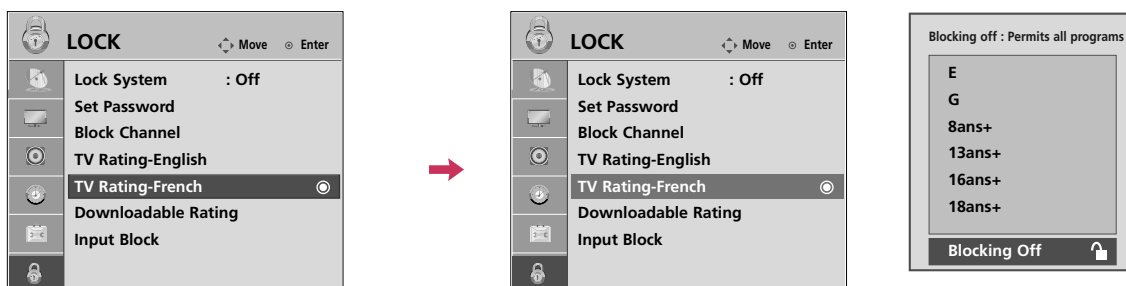 LOCK Move Enter
Lock System : Off
Set Password
Block Channel
TV Rating-English
TV Rating-French
Downloadable Rating
Input Block
LOCK Move Enter
Lock System : Off
Set Password
Block Channel
TV Rating-English
TV Rating-French
Downloadable Rating
Input Block
Blocking off : Permits all programs
E
G
8ans+
13ans+
16ans+
18ans+
Blocking Off